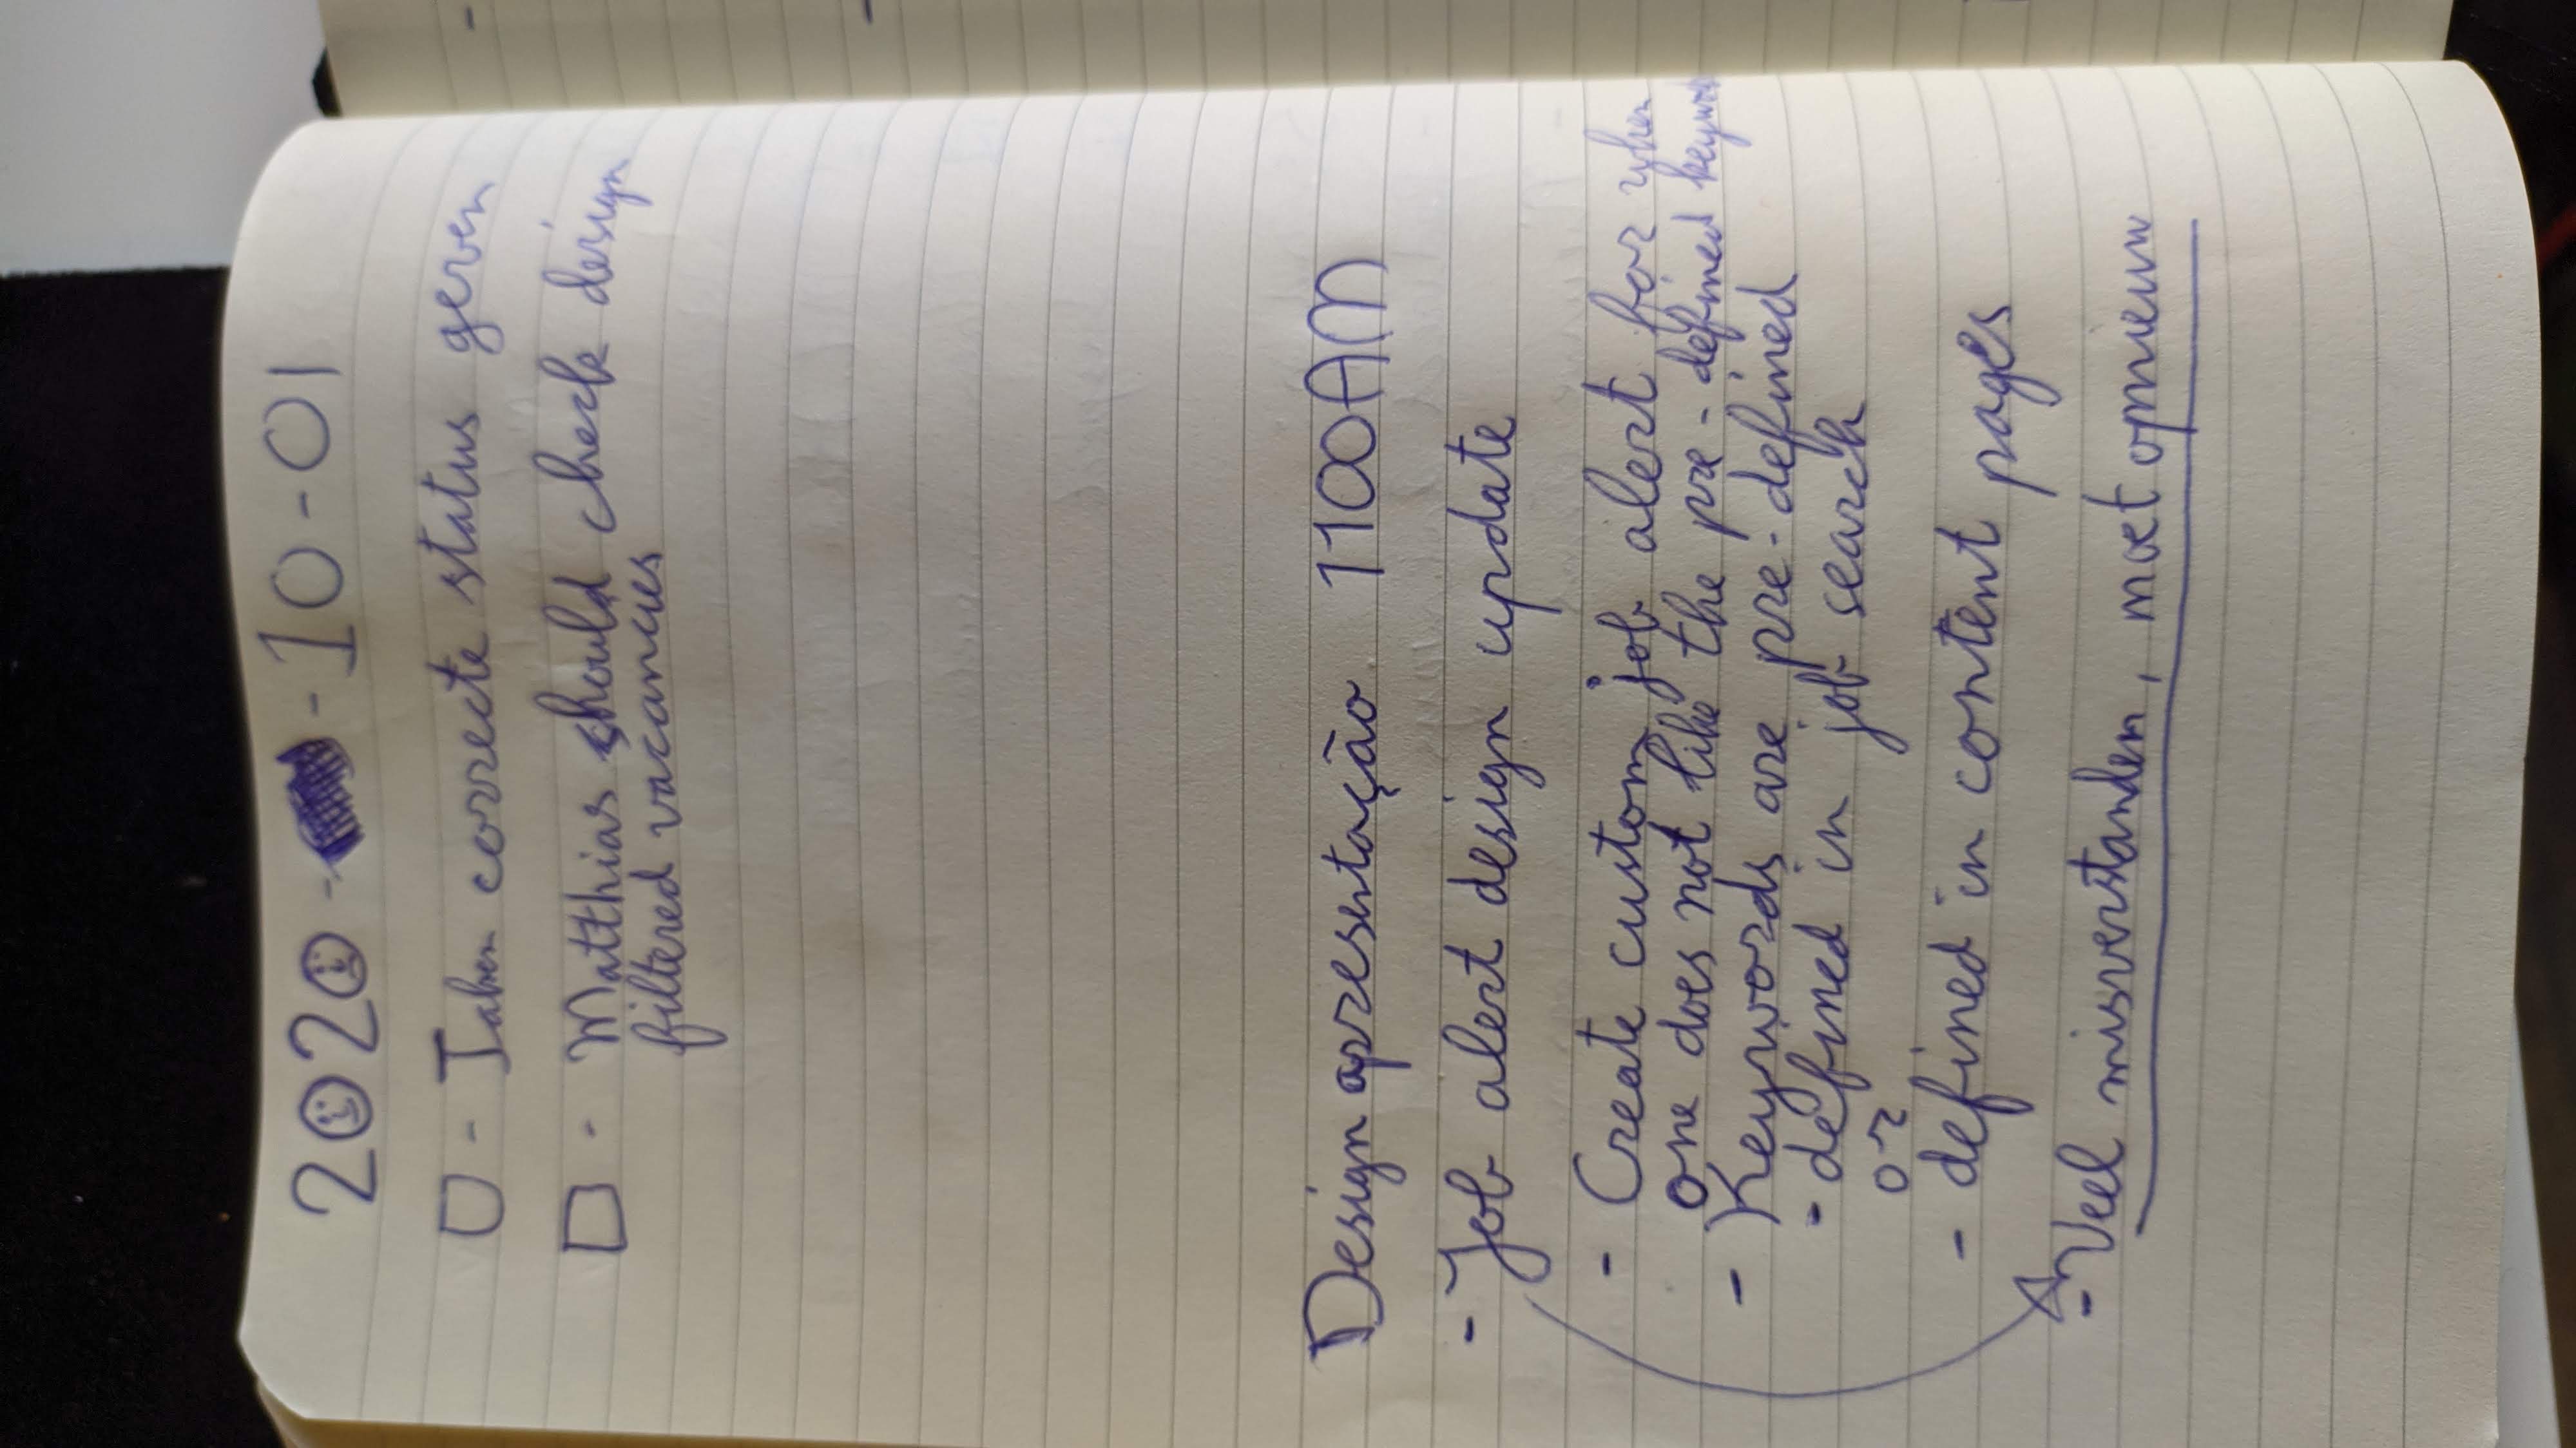 2020 - - 10 - 01
- Taken correcte status geven
- Matthias should check design
filtered vacancies
Design apresentação 1100AM
- Job alert design update
- Create custom job alert for when
one does not like the pre-defined keywords
- Keywords are pre-defined
- defined in job search
or
- defined in content pages
- Veel misverstanden, moet opnieuw